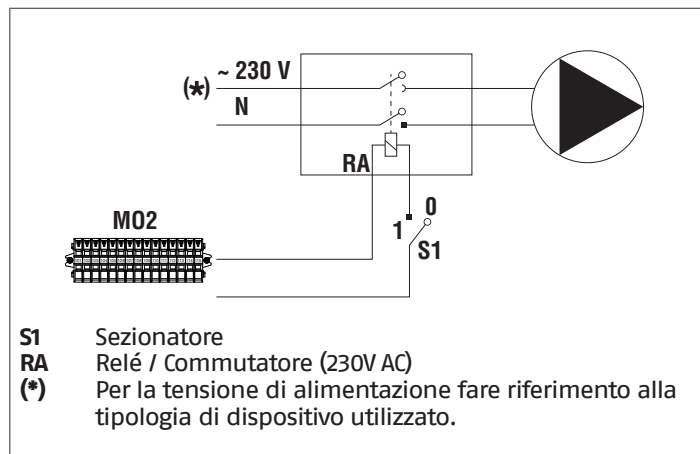 ~ 230 V
(*)
N
RA
MO2
0
1
S1
S1 Sezionatore
RA Relé / Commutatore (230V AC)
(*) Per la tensione di alimentazione fare riferimento alla
tipologia di dispositivo utilizzato.